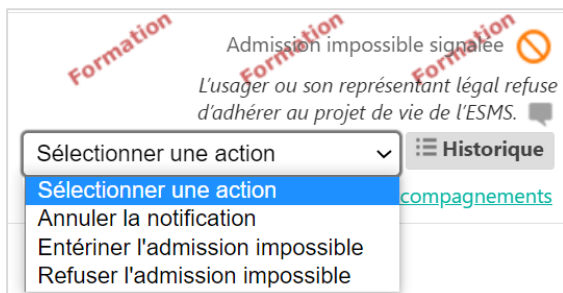 Formation
Formation
Formation
Admission impossible signalée
L'usager ou son représentant légal refuse
d'adhérer au projet de vie de l'ESMS.
Sélectionner une action
Historique
Sélectionner une action
compagnements
Annuler la notification
Entériner l'admission impossible
Refuser l'admission impossible